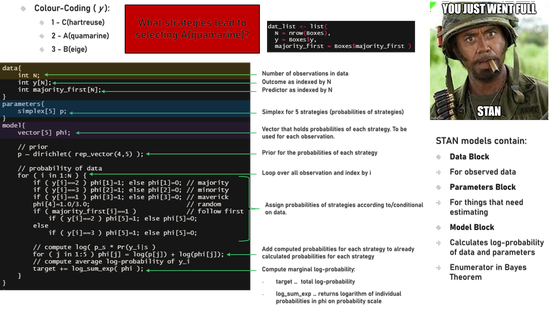 Colour-Coding ( y):
1 - C(hartreuse)
2 - A(quamarine)
3 - B(eige)
What strategies lead to
selecting A(quamarine)?
dat_list <- list(
N = nrow(Boxes),
y = Boxes$y,
majority_first = Boxes$majority_first )
YOU JUST WENT FULL
STAN
data{
int N;
int y[N];
int majority_first[N];
}
parameters{
simplex[5] p;
}
model{
vector[5] phi;
// prior
p ~ dirichlet( rep_vector(4,5) );
// probability of data
for ( i in 1:N ) {
if ( y[i]==2 ) phi[1]=1; else phi[1]=0; // majority
if ( y[i]==3 ) phi[2]=1; else phi[2]=0; // minority
if ( y[i]==1 ) phi[3]=1; else phi[3]=0; // maverick
phi[4]=1.0/3.0; // random
if ( majority_first[i]==1 ) // follow first
if ( y[i]==2 ) phi[5]=1; else phi[5]=0;
else
if ( y[i]==3 ) phi[5]=1; else phi[5]=0;
// compute log( p_s * Pr(y_i|s )
for ( j in 1:5 ) phi[j] = log(p[j]) + log(phi[j]);
// compute average log-probability of y_i
target += log_sum_exp( phi );
}
}
Number of observations in data
Outcome as indexed by N
Predictor as indexed by N
Simplex for 5 strategies (probabilities of strategies)
Vector that holds probabilities of each strategy. To be
used for each observation.
Prior for the probabilities of each strategy
Loop over all observation and index by i
Assign probabilities of strategies according to/conditional
on data.
Add computed probabilities for each strategy to already
calculated probabilities for each strategy
Compute marginal log-probability:
target … total log-probability
log_sum_exp … returns logarithm of individual
probabilities in phi on probability scale
STAN models contain:
Data Block
For observed data
Parameters Block
For things that need
estimating
Model Block
Calculates log-probability
of data and parameters
Enumerator in Bayes
Theorem